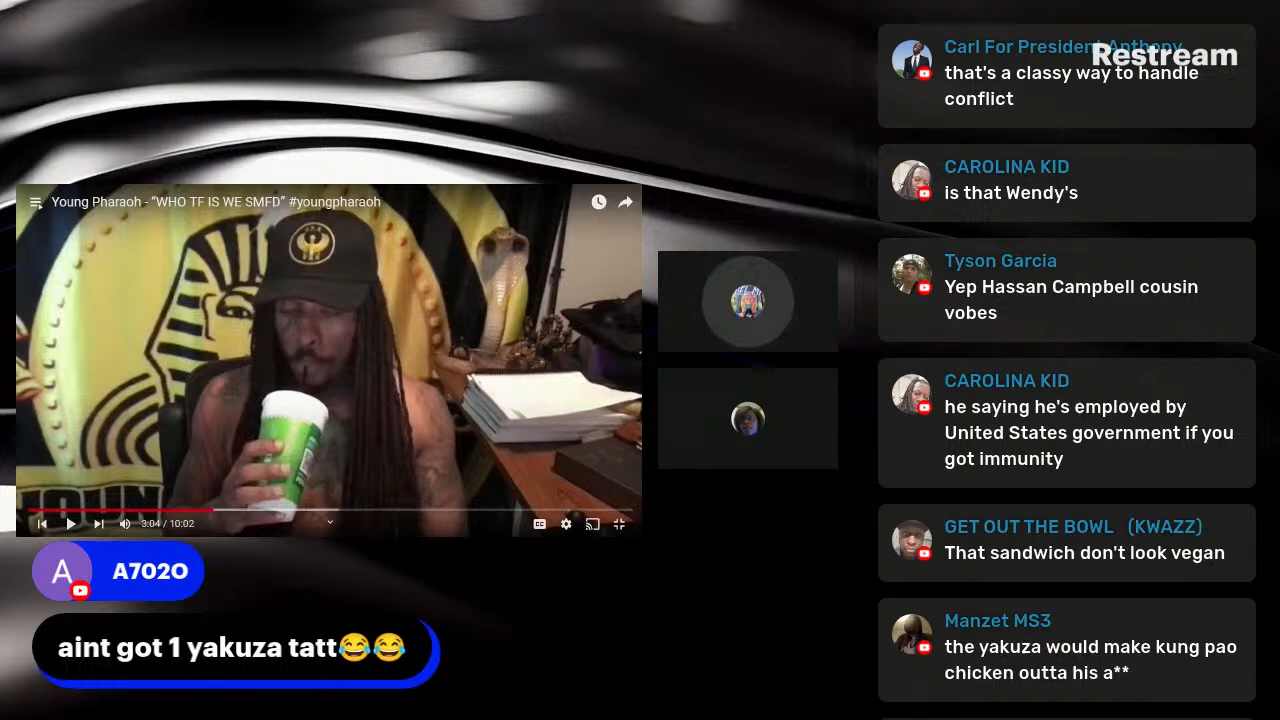 Young Pharaoh - “WHO TF IS WE SMFD” #youngpharaoh
3:04 / 10:02
A
A702O
aint got 1 yakuza tatt😂😂
Restream
Carl For President Anthony
that's a classy way to handle
conflict
CAROLINA KID
is that Wendy's
Tyson Garcia
Yep Hassan Campbell cousin
vobes
CAROLINA KID
he saying he's employed by
United States government if you
got immunity
GET OUT THE BOWL (KWAZZ)
That sandwich don't look vegan
Manzet MS3
the yakuza would make kung pao
chicken outta his a**